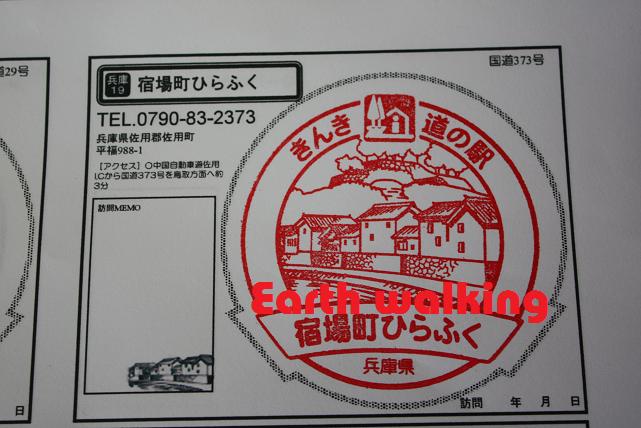 29号
日
国道373号
兵庫
19
宿場町ひらふく
TEL.0790-83-2373
兵庫県佐用郡佐用町
平福988-1
[アクセス] 〇中国自動車道佐用
I.Cから国道373号を鳥取方面へ約
3分
訪問MEMO
きんき 道の駅
Earth walking
宿場町ひらふく
兵庫県
訪問 年 月 日